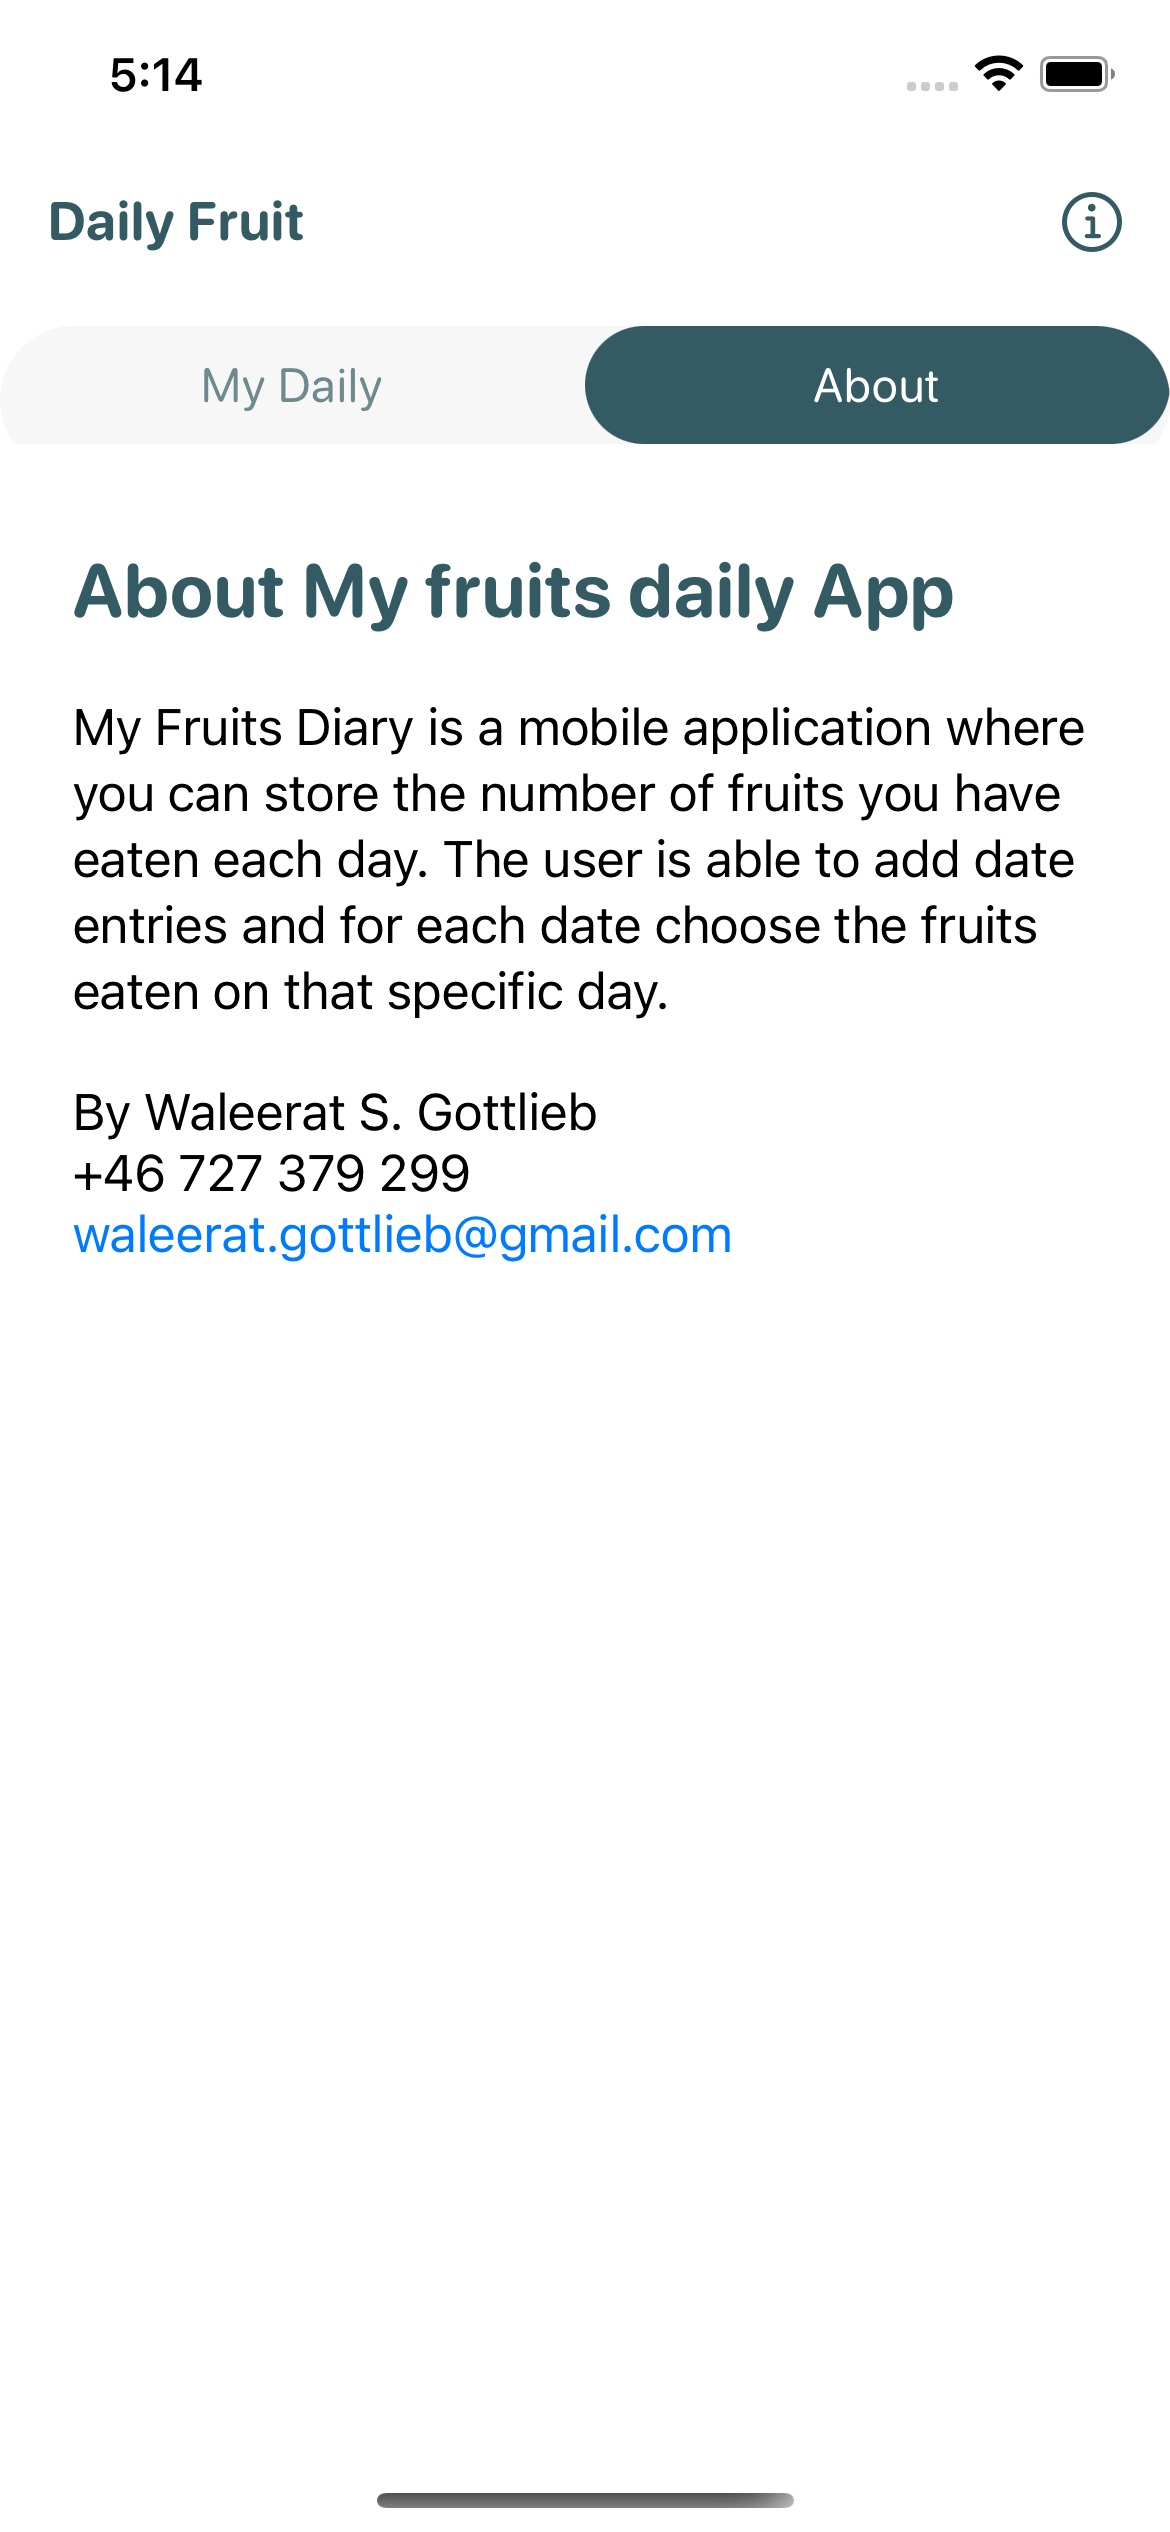 5:14
Daily Fruit
My Daily
About
About My fruits daily App
My Fruits Diary is a mobile application where
you can store the number of fruits you have
eaten each day. The user is able to add date
entries and for each date choose the fruits
eaten on that specific day.
By Waleerat S. Gottlieb
+46 727 379 299
waleerat.gottlieb@gmail.com